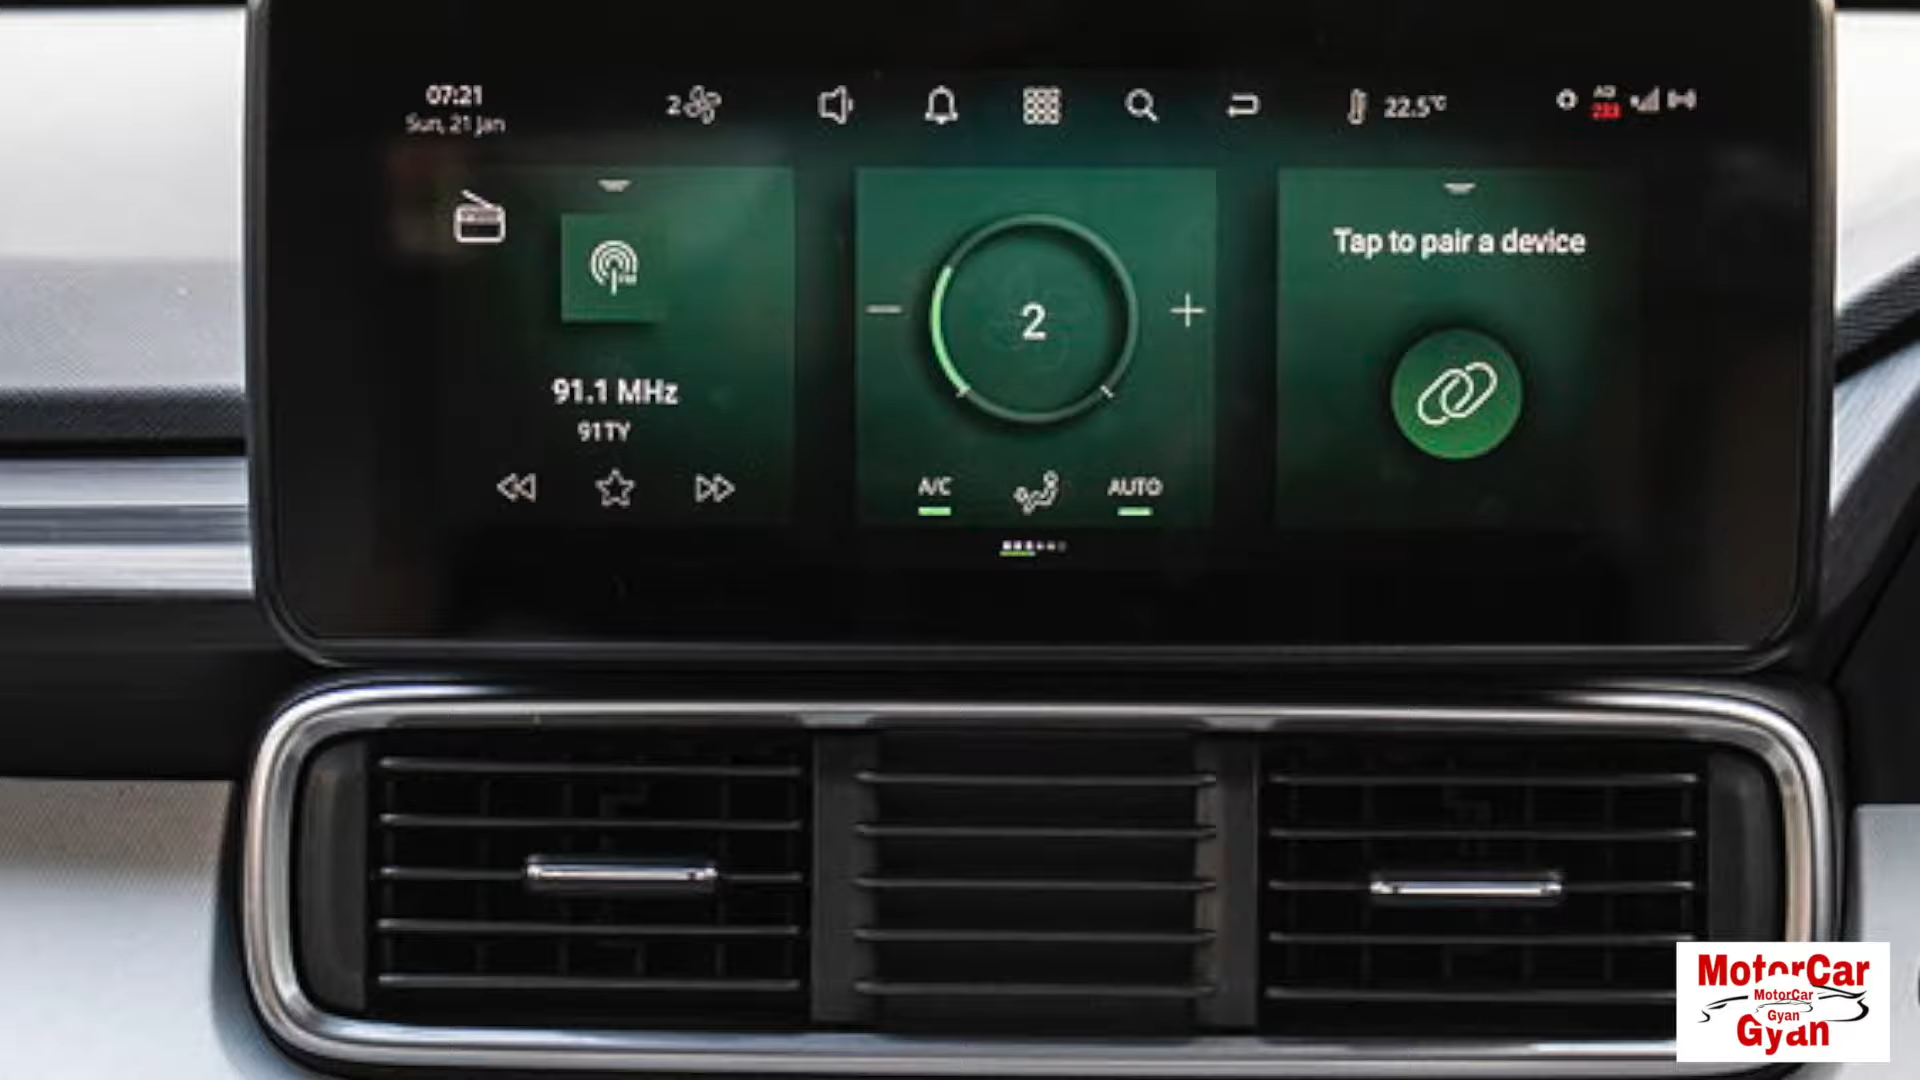 07:21
Sun, 21 Jan
2
22.5°C
91.1 MHz
91TY
2
A/C
AUTO
Tap to pair a device
MotorCar
MotorCar
Gyan
Gyan